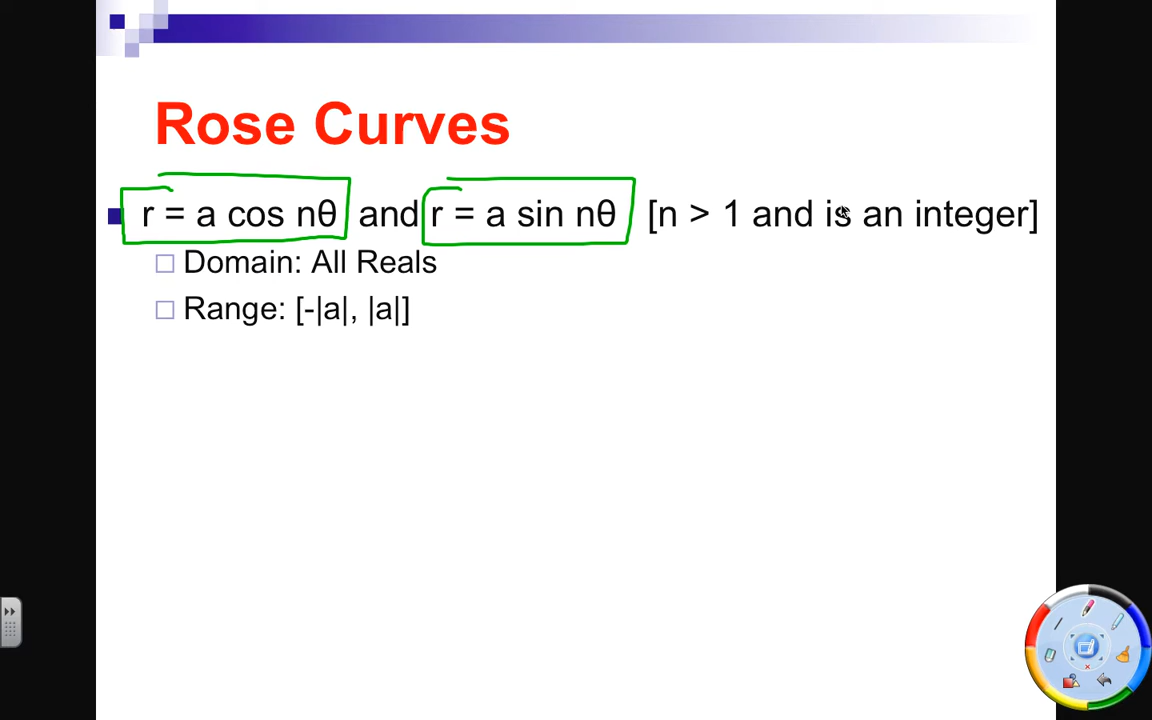 Rose Curves
r = a cos nθ and r = a sin nθ [n > 1 and is an integer]
Domain: All Reals
Range: [-|a|, |a|]